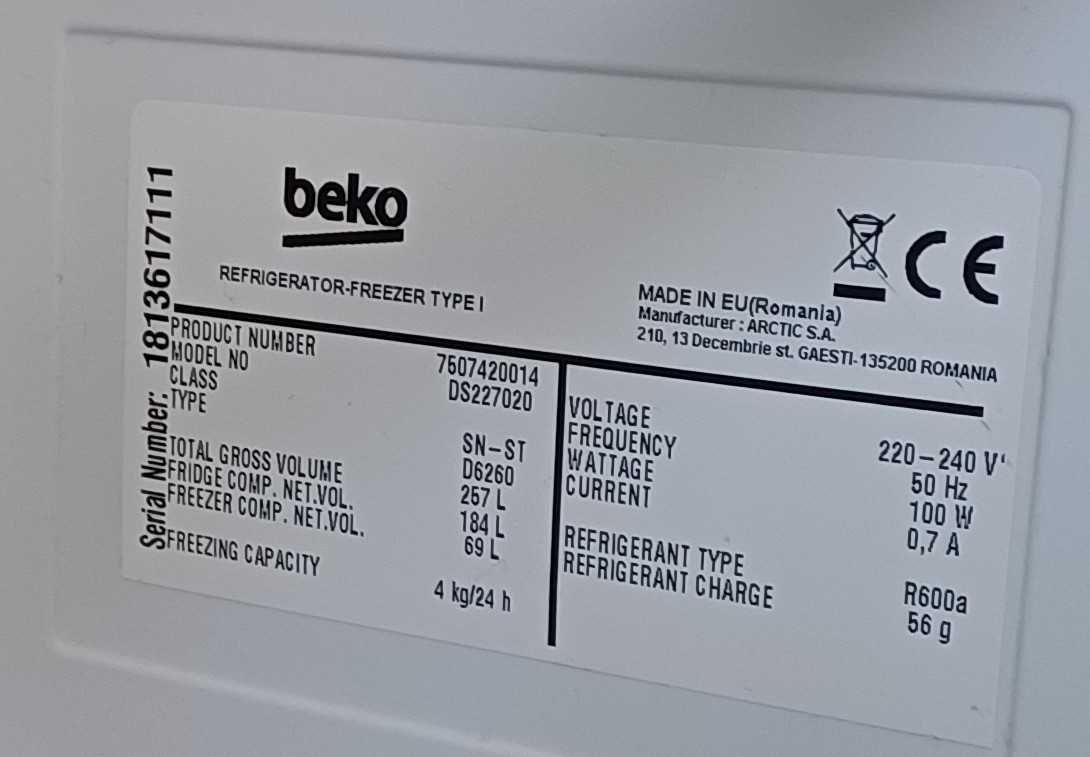 beko
REFRIGERATOR-FREEZER TYPE I
CE
MADE IN EU(Romania)
Manufacturer : ARCTIC S.A.
210, 13 Decembrie st. GAESTI-135200 ROMANIA
Serial Number: 1813617111
PRODUCT NUMBER 7507420014
MODEL NO DS227020
CLASS SN-ST
TYPE D6260
TOTAL GROSS VOLUME 257 L
FRIDGE COMP. NET.VOL. 184 L
FREEZER COMP. NET.VOL. 69 L
FREEZING CAPACITY 4 kg/24 h
VOLTAGE 220-240 V
FREQUENCY 50 Hz
WATTAGE 100 W
CURRENT 0,7 A
REFRIGERANT TYPE R600a
REFRIGERANT CHARGE 56 g